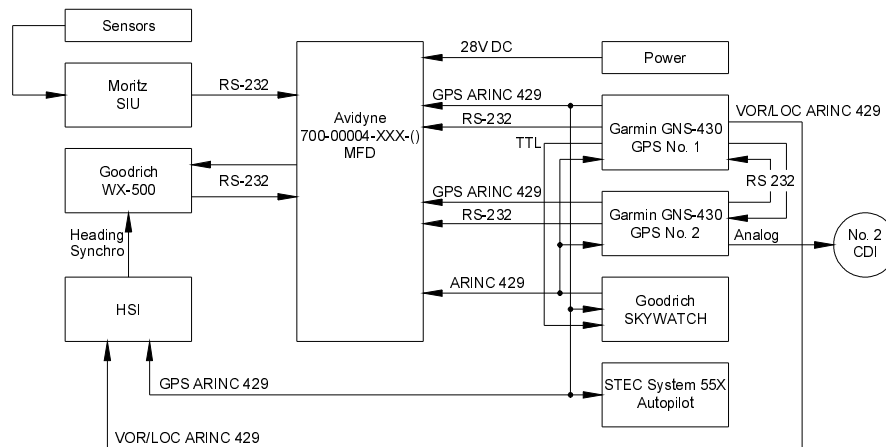 Sensors
28V DC
Power
Moritz
SIU
RS-232
Avidyne
700-00004-XXX-()
MFD
GPS ARINC 429
RS-232
TTL
Garmin GNS-430
GPS No. 1
VOR/LOC ARINC 429
RS 232
Goodrich
WX-500
RS-232
GPS ARINC 429
RS-232
Garmin GNS-430
GPS No. 2
Analog
No. 2
CDI
Heading
Synchro
HSI
ARINC 429
Goodrich
SKYWATCH
GPS ARINC 429
STEC System 55X
Autopilot
VOR/LOC ARINC 429